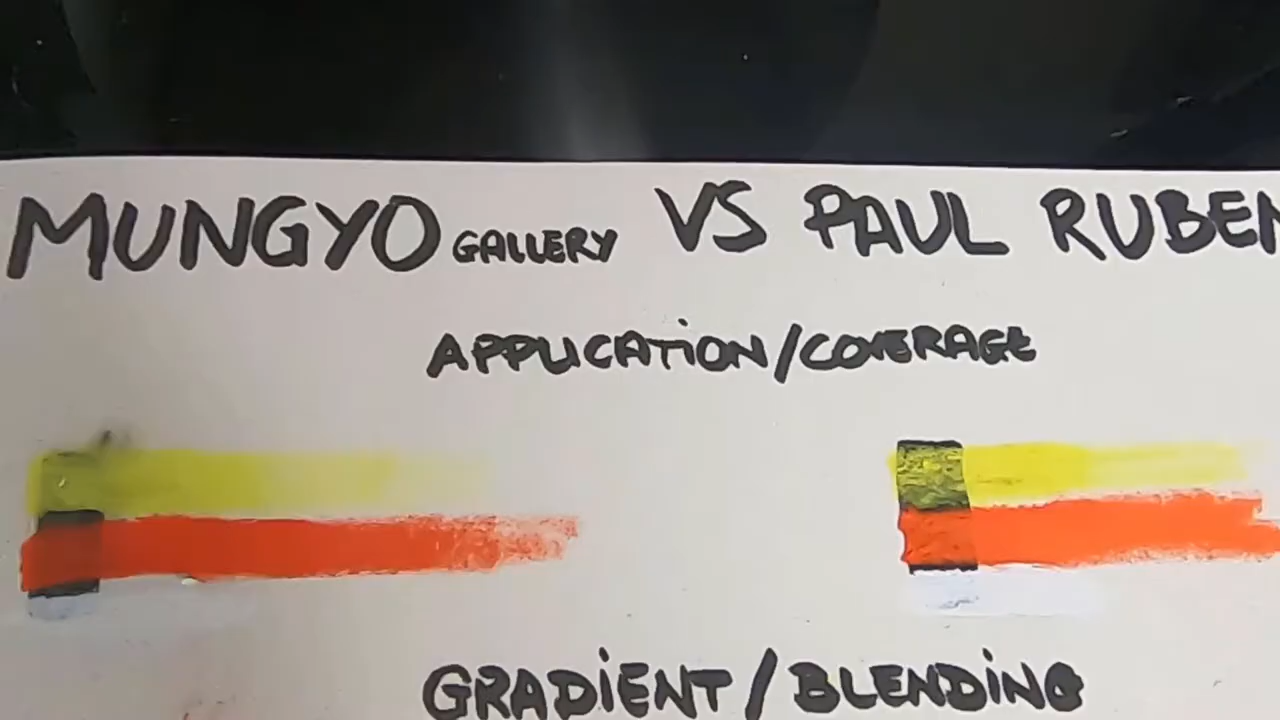 MUNGYO GALLERY VS PAUL RUBEN
APPLICATION/COVERAGE
GRADIENT/BLENDING